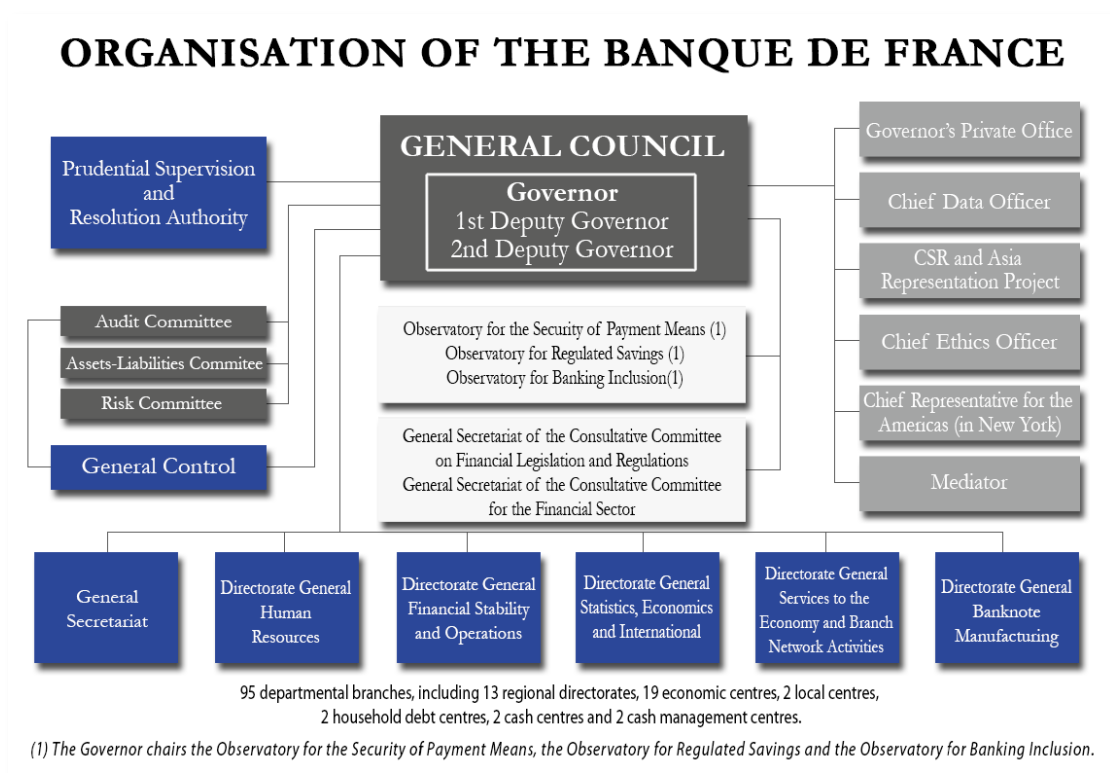 ORGANISATION OF THE BANQUE DE FRANCE
Prudential Supervision
and
Resolution Authority
GENERAL COUNCIL
Governor
1st Deputy Governor
2nd Deputy Governor
Governor's Private Office
Chief Data Officer
CSR and Asia
Representation Project
Chief Ethics Officer
Chief Representative for the
Americas (in New York)
Mediator
Audit Committee
Assets-Liabilities Commitee
Risk Committee
General Control
Observatory for the Security of Payment Means (1)
Observatory for Regulated Savings (1)
Observatory for Banking Inclusion(1)
General Secretariat of the Consultative Committee
on Financial Legislation and Regulations
General Secretariat of the Consultative Committee
for the Financial Sector
General
Secretariat
Directorate General
Human
Resources
Directorate General
Financial Stability
and Operations
Directorate General
Statistics, Economics
and International
Directorate General
Services to the
Economy and Branch
Network Activities
Directorate General
Banknote
Manufacturing
95 departmental branches, including 13 regional directorates, 19 economic centres, 2 local centres,
2 household debt centres, 2 cash centres and 2 cash management centres.
(1) The Governor chairs the Observatory for the Security of Payment Means, the Observatory for Regulated Savings and the Observatory for Banking Inclusion.